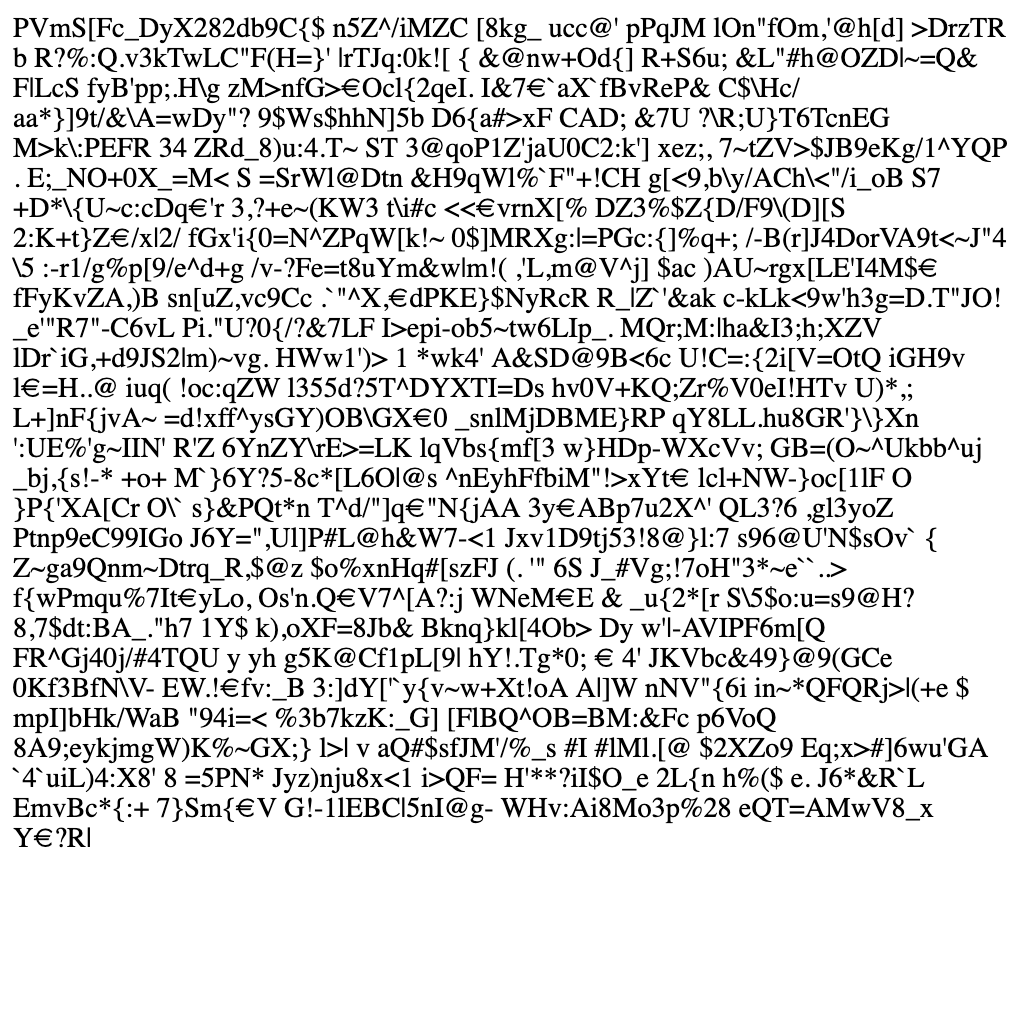 PVmS[Fc_DyX282db9C{$ n5Z^/iMZC [8kg_ ucc@' pPqJM lOn"fOm,'@h[d] >DrzTR
b R?%:Q.v3kTwLC"F(H=}' |rTJq:0k![ { &@nw+Od{] R+S6u; &L"#h@OZD|~=Q&
F|LcS fyB'pp;.H\g zM>nfG>€Ocl{2qeI. I&7€`aX`fBvReP& C$\Hc/
aa*}]9t/&\A=wDy"? 9$Ws$hhN]5b D6{a#>xF CAD; &7U ?\R;U}T6TcnEG
M>k\:PEFR 34 ZRd_8)u:4.T~ ST 3@qoP1Z'jaU0C2:k'] xez;, 7~tZV>$JB9eKg/1^YQP
. E;_NO+0X_=M< S =SrWl@Dtn &H9qWl%`F"+!CH g[<9,b\y/ACh\<"/i_oB S7
+D*\{U~c:cDq€'r 3,?+e~(KW3 t\i#c <<€vrnX[% DZ3%$Z{D/F9\(D][S
2:K+t}Z€/x|2/ fGx'i{0=N^ZPqW[k!~ 0$]MRXg:|=PGc:{]%q+; /-B(r]J4DorVA9t<~J"4
\5 :-r1/g%p[9/e^d+g /v-?Fe=t8uYm&w|m!( ,'L,m@V^j] $ac )AU~rgx[LE'I4M$€
fFyKvZA,)B sn[uZ,vc9Cc .`"^X,€dPKE}$NyRcR R_|Z`'&ak c-kLk<9w'h3g=D.T"JO!
_e'"R7"-C6vL Pi."U?0{/?&7LF I>epi-ob5~tw6LIp_. MQr;M:|ha&I3;h;XZV
lDr`iG,+d9JS2|m)~vg. HWw1')> 1 *wk4' A&SD@9B<6c U!C=:{2i[V=OtQ iGH9v
l€=H..@ iuq( !oc:qZW l355d?5T^DYXTI=Ds hv0V+KQ;Zr%V0eI!HTv U)*,;
L+]nF{jvA~ =d!xff^ysGY)OB\GX€0 _snlMjDBME}RP qY8LL.hu8GR'}\}Xn
':UE%'g~IIN' R'Z 6YnZY\rE>=LK lqVbs{mf[3 w}HDp-WXcVv; GB=(O~^Ukbb^uj
_bj,{s!-* +o+ M`}6Y?5-8c*[L6O|@s ^nEyhFfbiM"!>xYt€ lcl+NW-}oc[1lF O
}P{'XA[Cr O\` s}&PQt*n T^d/"]q€"N{jAA 3y€ABp7u2X^' QL3?6 ,gl3yoZ
Ptnp9eC99IGo J6Y=",Ul]P#L@h&W7-<1 Jxv1D9tj53!8@}l:7 s96@U'N$sOv` {
Z~ga9Qnm~Dtrq_R,$@z $o%xnHq#[szFJ (. '" 6S J_#Vg;!7oH"3*~e``..>
f{wPmqu%7It€yLo, Os'n.Q€V7^[A?:j WNeM€E & _u{2*[r S\5$o:u=s9@H?
8,7$dt:BA_."h7 1Y$ k),oXF=8Jb& Bknq}kl[4Ob> Dy w'|-AVIPF6m[Q
FR^Gj40j/#4TQU y yh g5K@Cf1pL[9| hY!.Tg*0; € 4' JKVbc&49}@9(GCe
0Kf3BfN\V- EW.!€fv:_B 3:]dY['`y{v~w+Xt!oA A|]W nNV"{6i in~*QFQRj>|(+e $
mpI]bHk/WaB "94i=< %3b7kzK:_G] [FlBQ^OB=BM:&Fc p6VoQ
8A9;eykjmgW)K%~GX;} l>| v aQ#$sfJM'/%_s #I #lMl.[@ $2XZo9 Eq;x>#]6wu'GA
`4`uiL)4:X8' 8 =5PN* Jyz)nju8x<1 i>QF= H'**?iI$O_e 2L{n h%($ e. J6*&R`L
EmvBc*{:+ 7}Sm{€V G!-1lEBC|5nI@g- WHv:Ai8Mo3p%28 eQT=AMwV8_x
Y€?R|